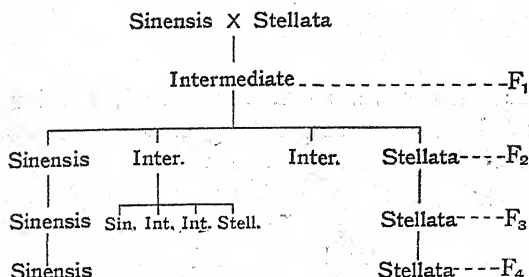 Sinensis X Stellata
Intermediate F₁
Sinensis Inter. Inter. Stellata F₂
Sinensis Sin. Int. Int. Stell. Stellata F₃
Sinensis Stellata F₄